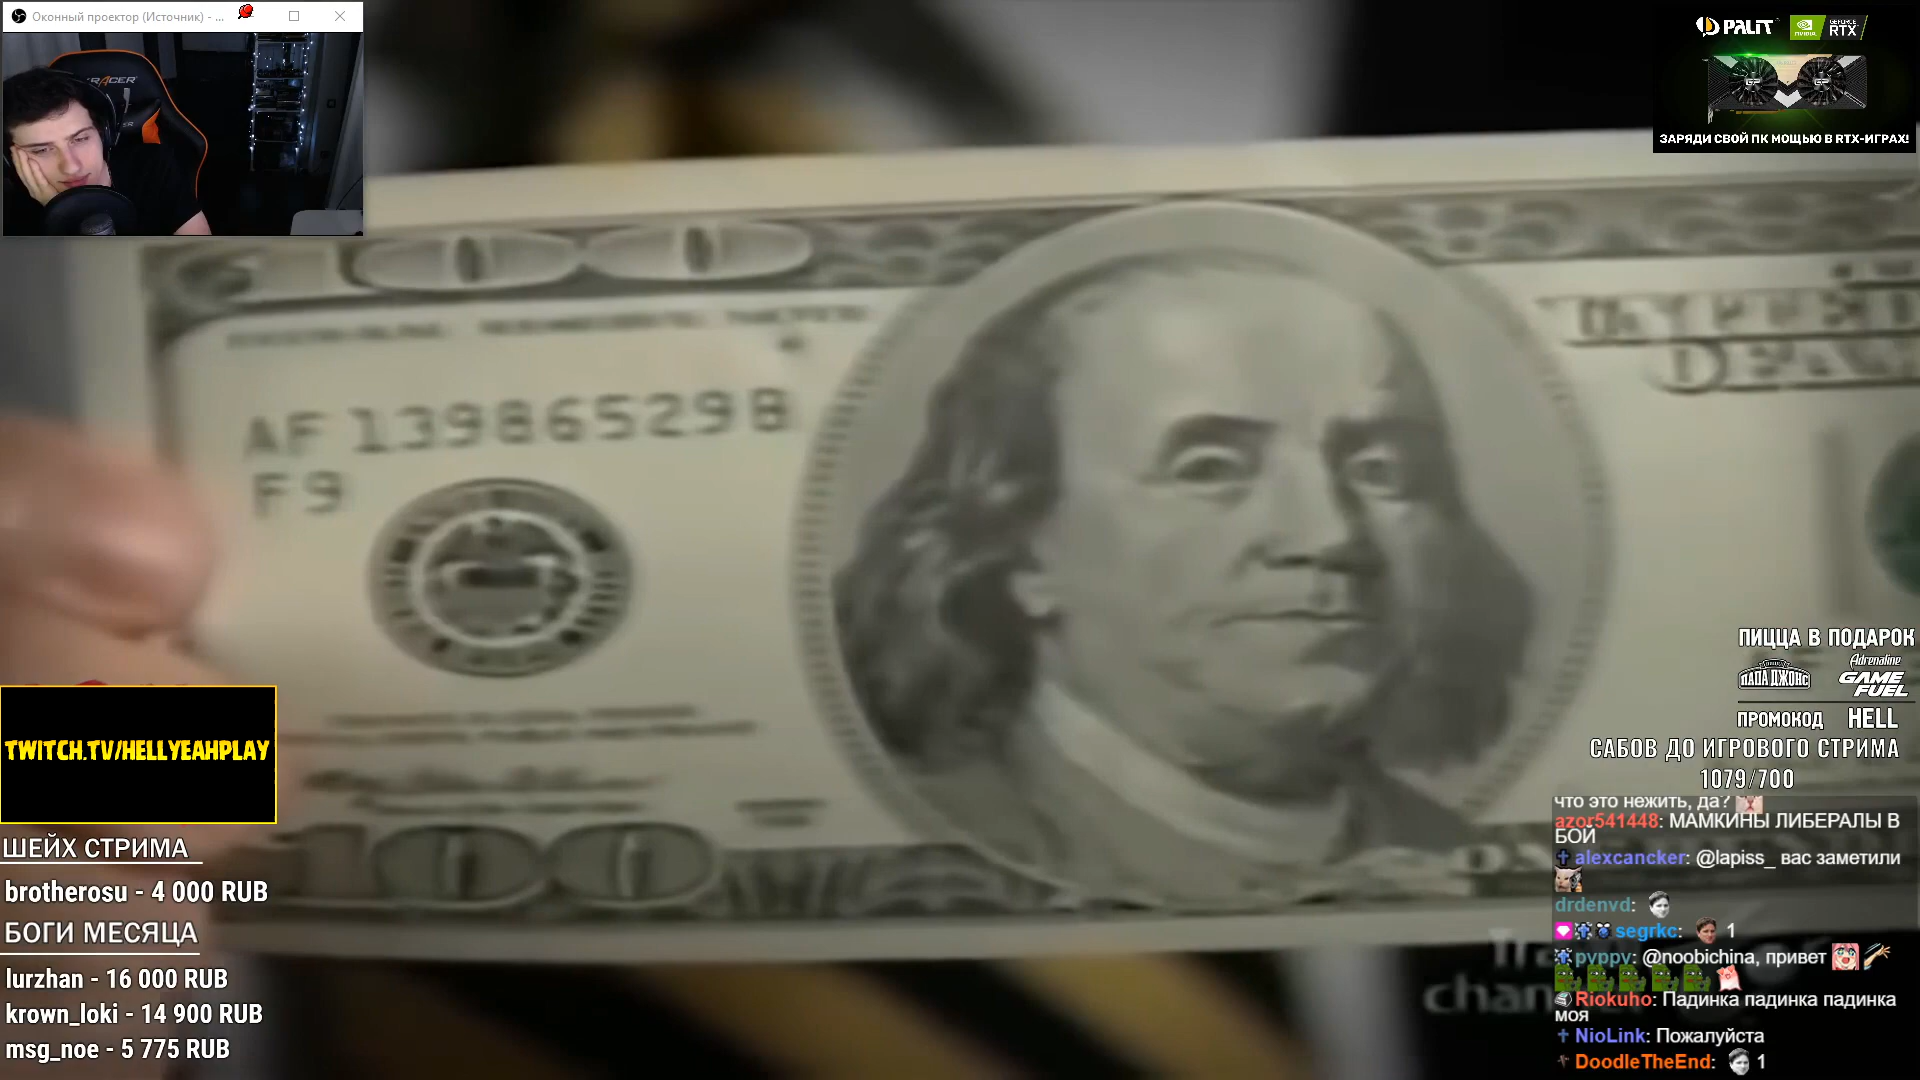 Оконный проектор (Источник) - ...
PALIT
NVIDIA
GEFORCE
RTX
ЗАРЯДИ СВОЙ ПК МОЩЬЮ В RTX-ИГРАХ!
AF 139865298
F9
ПИЦЦА В ПОДАРОК
ПАПА ДЖОНС
Adrenaline
GAME
FUEL
ПРОМОКОД HELL
САБОВ ДО ИГРОВОГО СТРИМА
1079/700
TWITCH.TV/HELLYEAHPLAY
ШЕЙХ СТРИМА
brotherosu - 4 000 RUB
БОГИ МЕСЯЦА
lurzhan - 16 000 RUB
krown_loki - 14 900 RUB
msg_noe - 5 775 RUB
что это нежить, да?
azor541448: МАМКИНЫ ЛИБЕРАЛЫ В
БОЙ
alexcancker: @lapiss_ вас заметили
drdenvd:
segrkc: 1
pvppv: @noobichina, привет
Riokuho: Падинка падинка падинка
моя
NioLink: Пожалуйста
DoodleTheEnd: 1